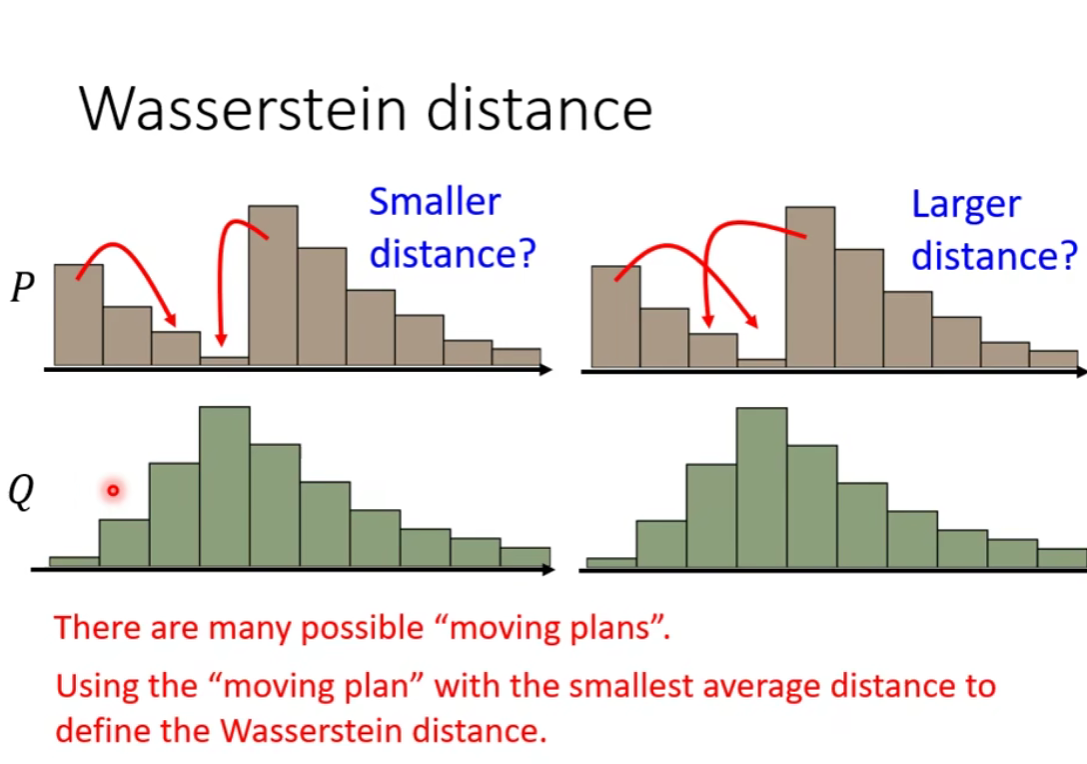 Wasserstein distance
Smaller
distance?
Larger
distance?
P
Q
There are many possible “moving plans”.
Using the “moving plan” with the smallest average distance to
define the Wasserstein distance.